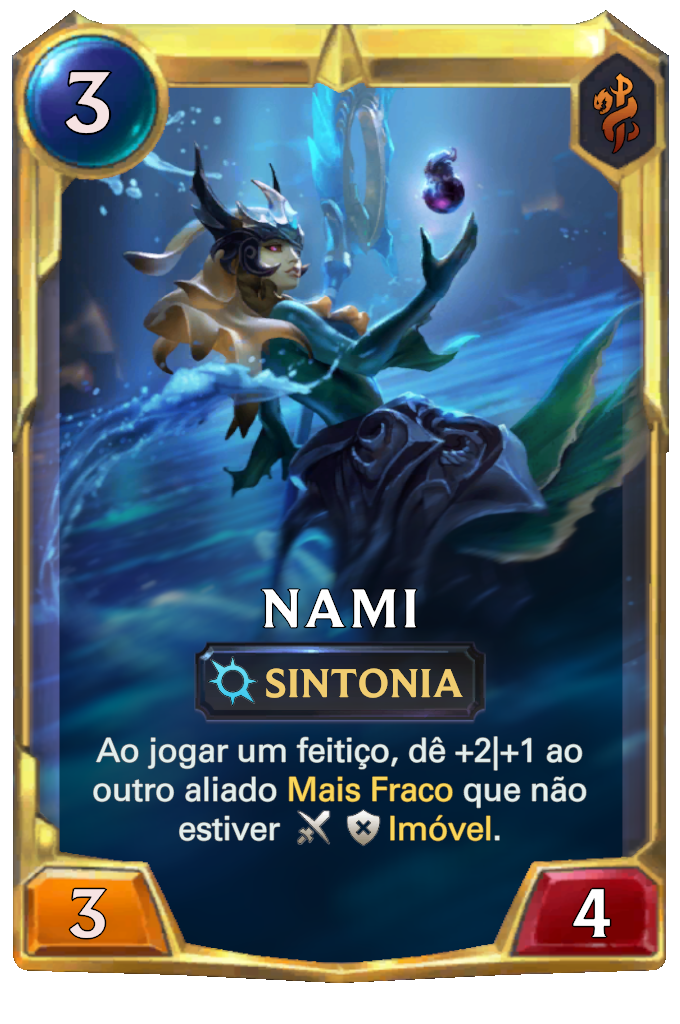 3
NAMI
SINTONIA
Ao jogar um feitiço, dê +2|+1 ao
outro aliado Mais Fraco que não
estiver Imóvel.
3
4